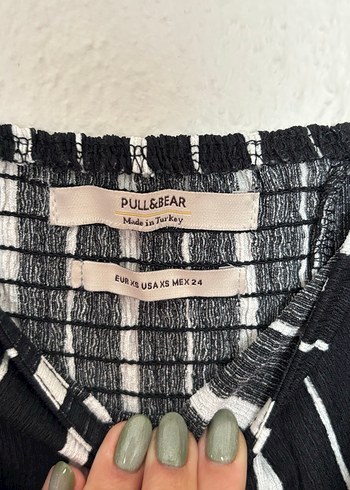 PULL&BEAR
Made in Turkey
EUR XS USA XS MEX 24